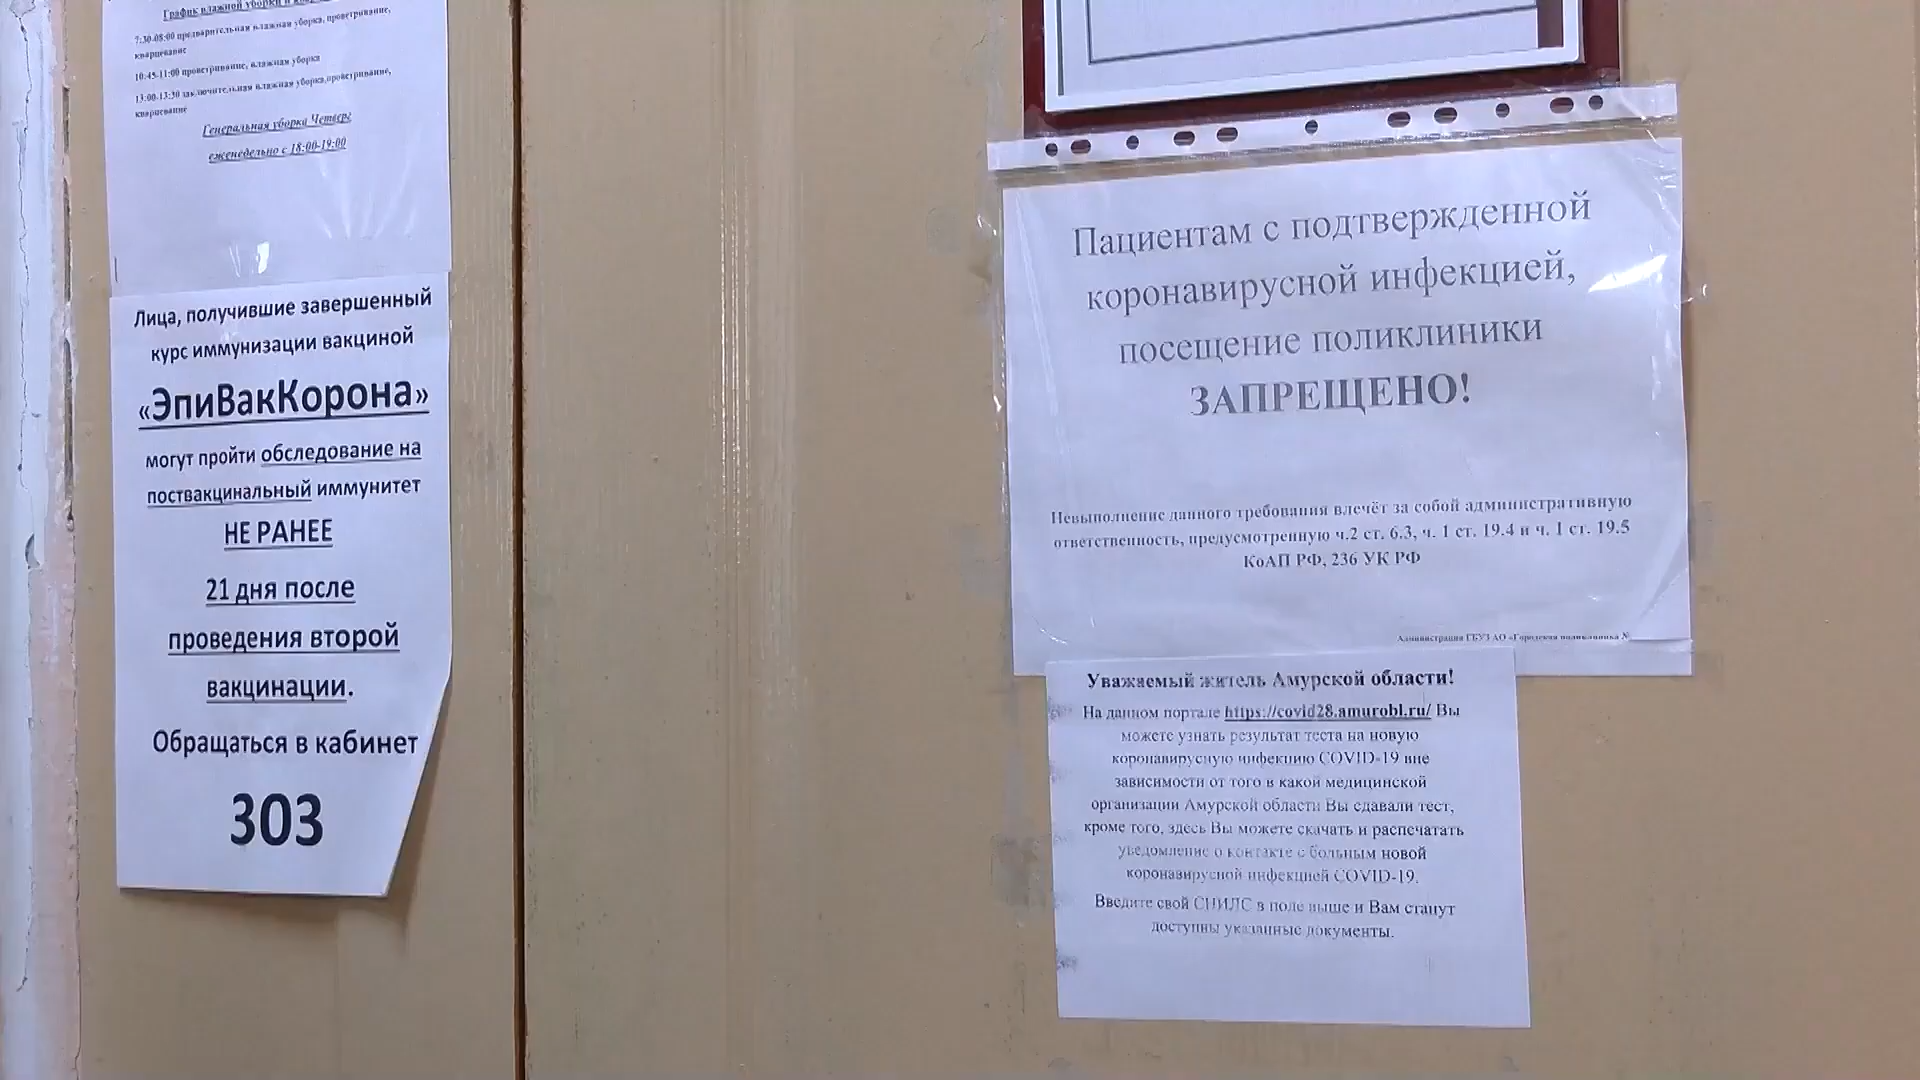 График влажной уборки и
7:30-08:00 предварительная влажная уборка, проветривание,
кварцевание
10:45-11:00 проветривание, влажная уборка
13:00-13:30 заключительная влажная уборка,проветривание,
кварцевание
Генеральная уборка Четверг
еженедельно с 18:00-19:00
Лица, получившие завершенный
курс иммунизации вакциной
«ЭпиВакКорона»
могут пройти обследование на
поствакцинальный иммунитет
НЕ РАНЕЕ
21 дня после
проведения второй
вакцинации.
Обращаться в кабинет
303
Пациентам с подтвержденной
коронавирусной инфекцией,
посещение поликлиники
ЗАПРЕЩЕНО!
Невыполнение данного требования влечёт за собой административную
ответственность, предусмотренную ч.2 ст. 6.3, ч. 1 ст. 19.4 и ч. 1 ст. 19.5
КоАП РФ, 236 УК РФ
Администрация ГБУЗ АО «Городская поликлиника №
Уважаемый житель Амурской области!
На данном портале https://covid28.amurobl.ru/ Вы
можете узнать результат теста на новую
коронавирусную инфекцию COVID-19 вне
зависимости от того в какой медицинской
организации Амурской области Вы сдавали тест,
кроме того, здесь Вы можете скачать и распечатать
уведомление о контакте с больным новой
коронавирусной инфекцией COVID-19.
Введите свой СНИЛС в поле выше и Вам станут
доступны указанные документы.